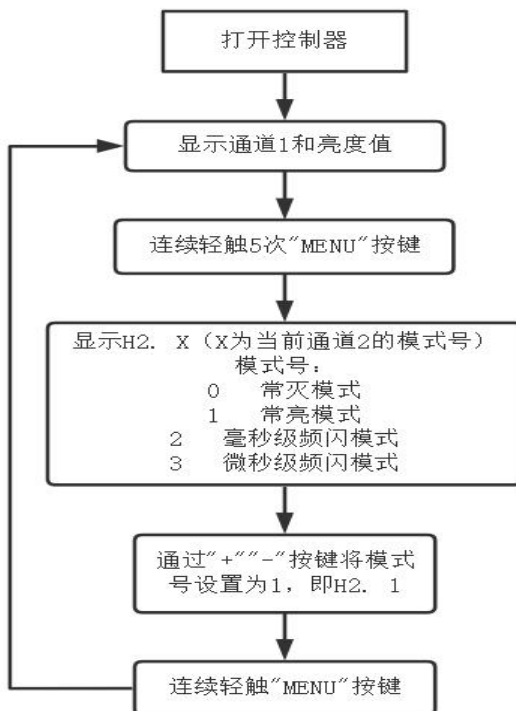 打开控制器
显示通道1和亮度值
连续轻触5次"MENU"按键
显示H2. X（X为当前通道2的模式号）
模式号：
0 常灭模式
1 常亮模式
2 毫秒级频闪模式
3 微秒级频闪模式
通过"+""-"按键将模式
号设置为1，即H2. 1
连续轻触"MENU"按键